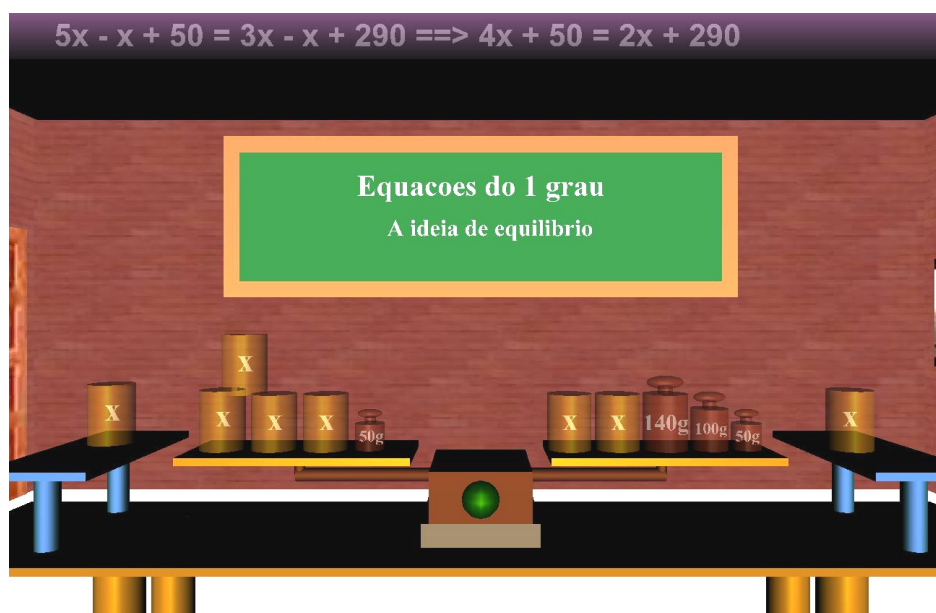 5x - x + 50 = 3x - x + 290 ==> 4x + 50 = 2x + 290
Equacoes do 1 grau
A ideia de equilibrio
X
X X X X 50g
X X 140g 100g 50g
X